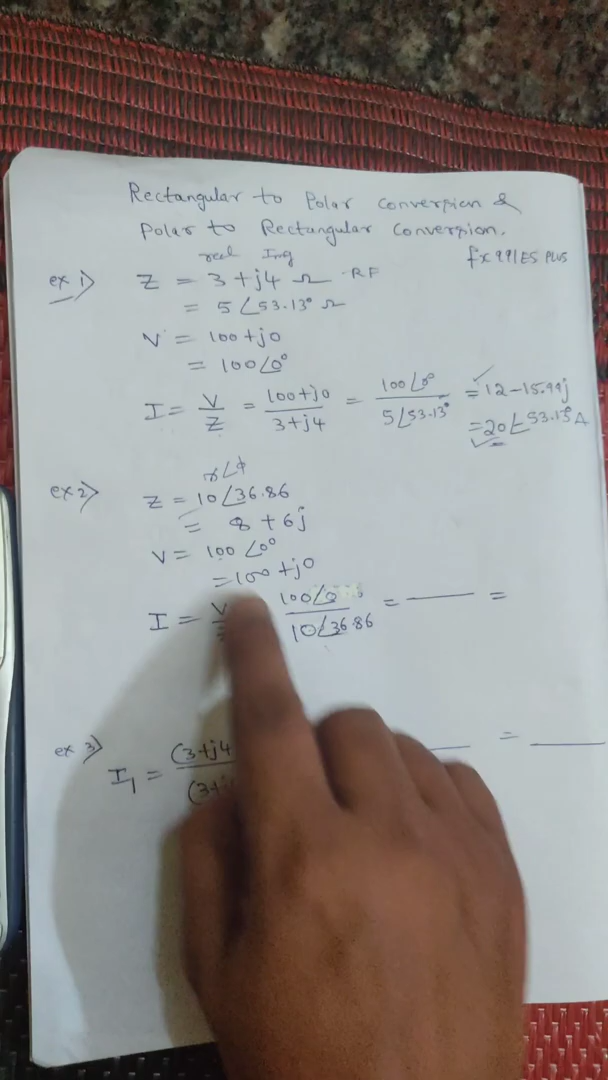 Rectangular to Polar Conversion &
Polar to Rectangular Conversion.
fx 991ES PLUS
real Img
ex 1) Z = 3 + j4 Ω RF
= 5∠53.13° Ω
V = 100 + j0
= 100∠0°
I = V/Z = 100+j0 / 3+j4 = 100∠0° / 5∠53.13° = 12-15.99j
= 20∠-53.13° A
r∠ϕ
ex 2) Z = 10∠36.86
= 8 + 6j
V = 100∠0°
= 100 + j0
I = V 100∠0 / 10∠36.86 = =
ex 3) I₁ = (3+j4 / (3+ =